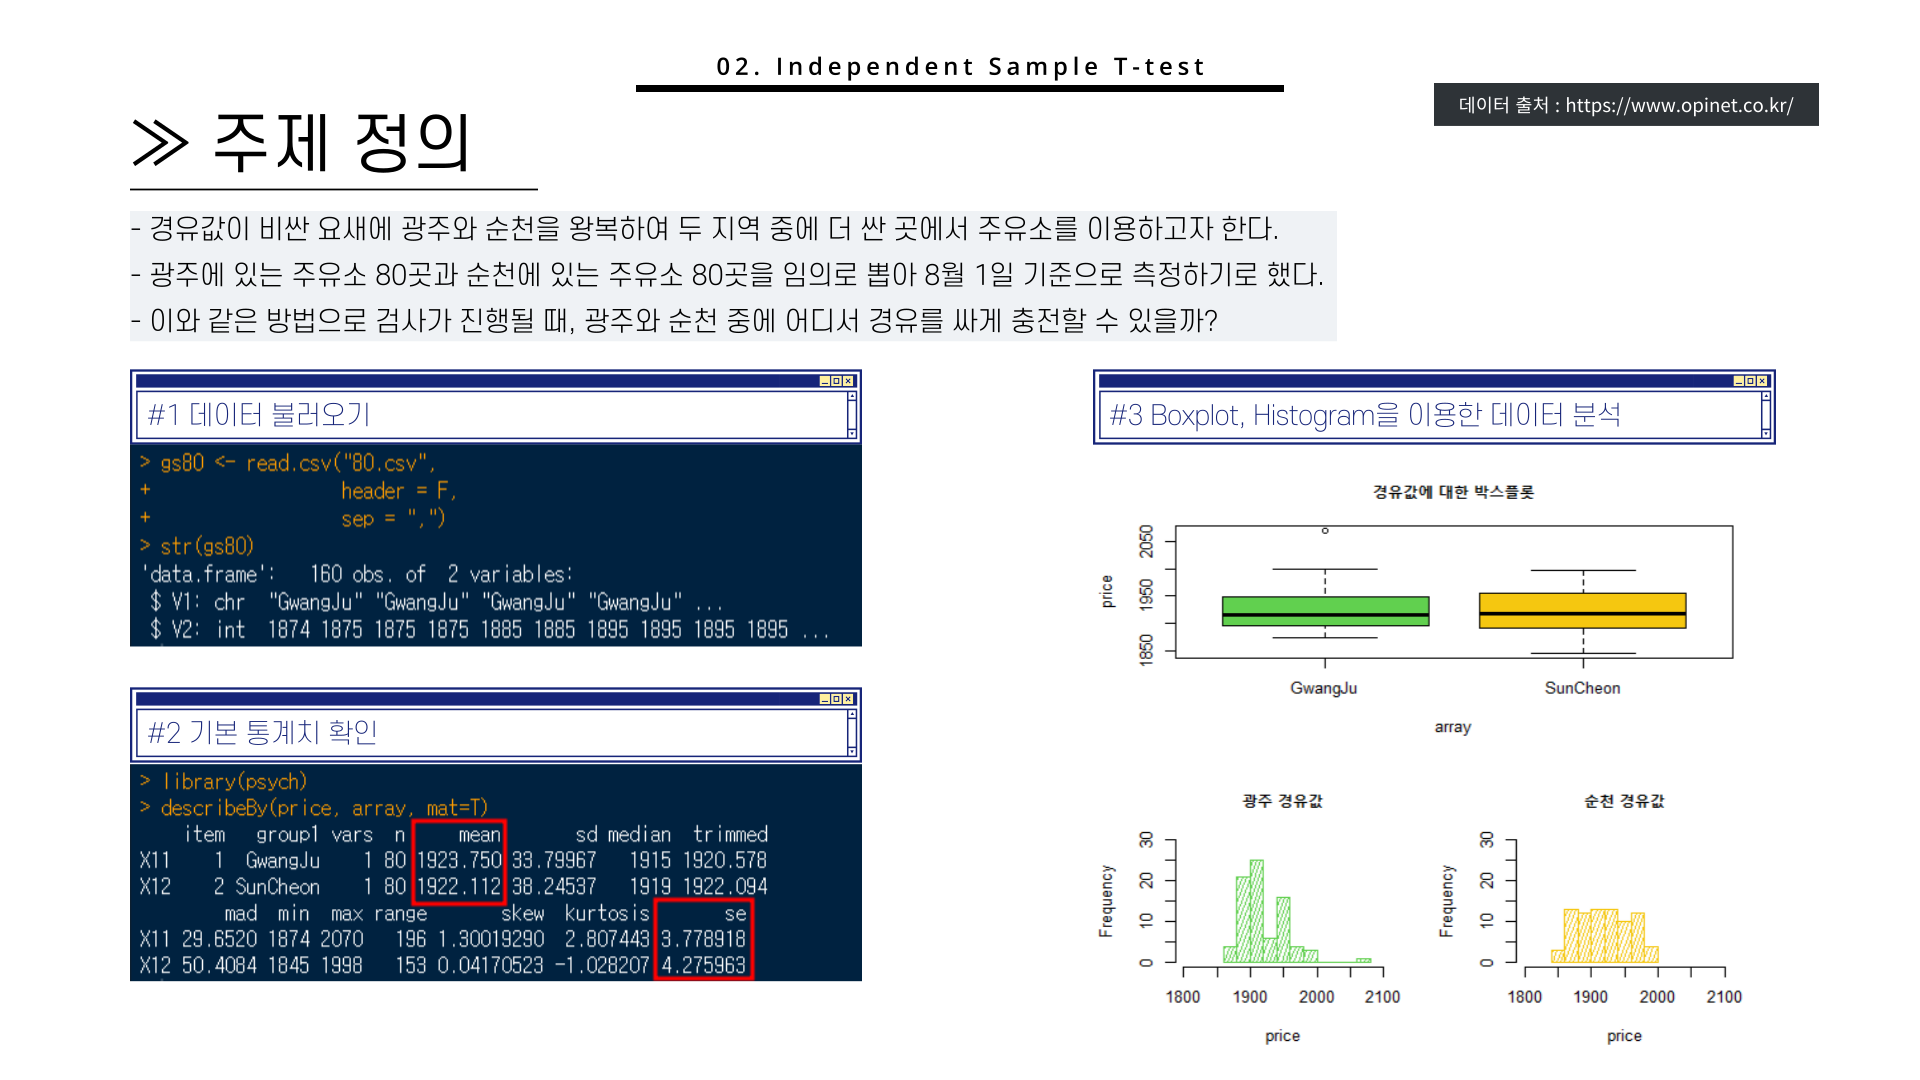 02. Independent Sample T-test
데이터 출처 : https://www.opinet.co.kr/
≫ 주제 정의
- 경유값이 비싼 요새에 광주와 순천을 왕복하여 두 지역 중에 더 싼 곳에서 주유소를 이용하고자 한다.
- 광주에 있는 주유소 80곳과 순천에 있는 주유소 80곳을 임의로 뽑아 8월 1일 기준으로 측정하기로 했다.
- 이와 같은 방법으로 검사가 진행될 때, 광주와 순천 중에 어디서 경유를 싸게 충전할 수 있을까?
#1 데이터 불러오기
> gs80 <- read.csv("80.csv",
+ header = F,
+ sep = ",")
> str(gs80)
'data.frame': 160 obs. of 2 variables:
$ V1: chr "GwangJu" "GwangJu" "GwangJu" "GwangJu" ...
$ V2: int 1874 1875 1875 1875 1885 1885 1895 1895 1895 1895 ...
#2 기본 통계치 확인
> library(psych)
> describeBy(price, array, mat=T)
item group1 vars n mean sd median trimmed
X11 1 GwangJu 1 80 1923.750 33.79967 1915 1920.578
X12 2 SunCheon 1 80 1922.112 38.24537 1919 1922.094
mad min max range skew kurtosis se
X11 29.6520 1874 2070 196 1.30019290 2.807443 3.778918
X12 50.4084 1845 1998 153 0.04170523 -1.028207 4.275963
#3 Boxplot, Histogram을 이용한 데이터 분석
경유값에 대한 박스플롯
price
2050
1950
1850
GwangJu SunCheon
array
광주 경유값
Frequency
30
20
10
0
1800 1900 2000 2100
price
순천 경유값
Frequency
30
20
10
0
1800 1900 2000 2100
price